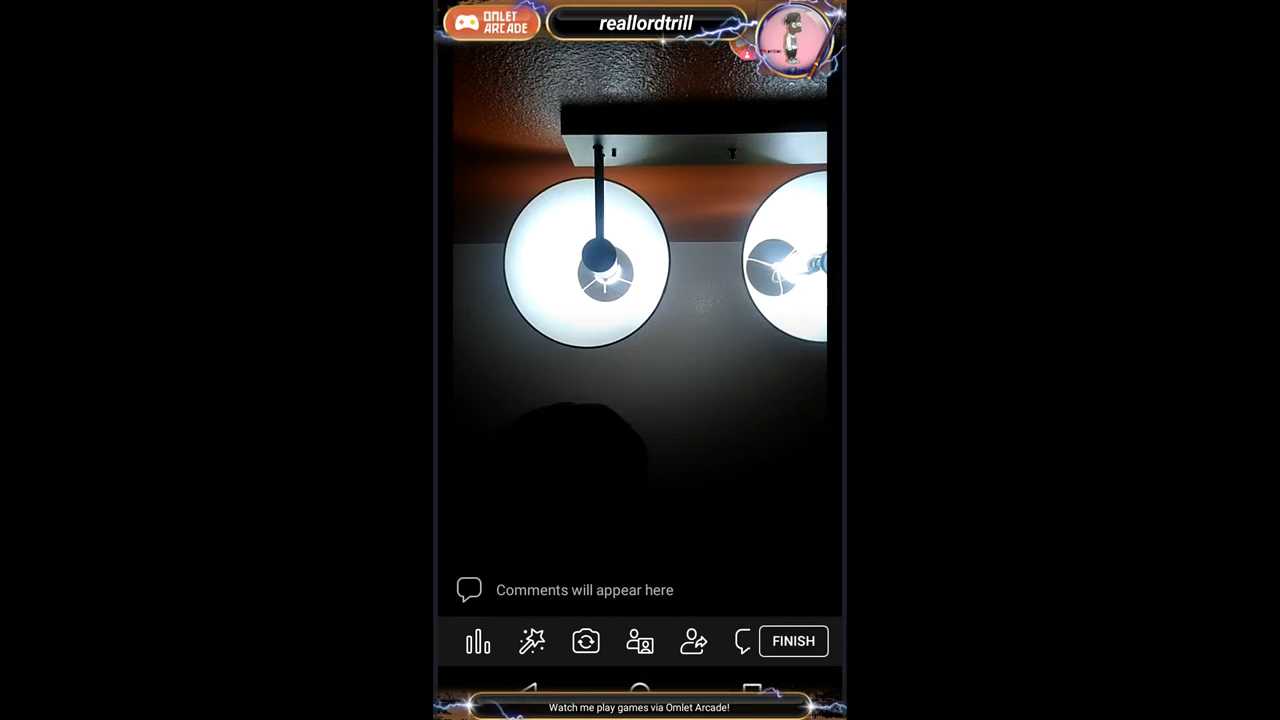 OMLET
ARCADE
reallordtrill
Comments will appear here
FINISH
Watch me play games via Omlet Arcade!